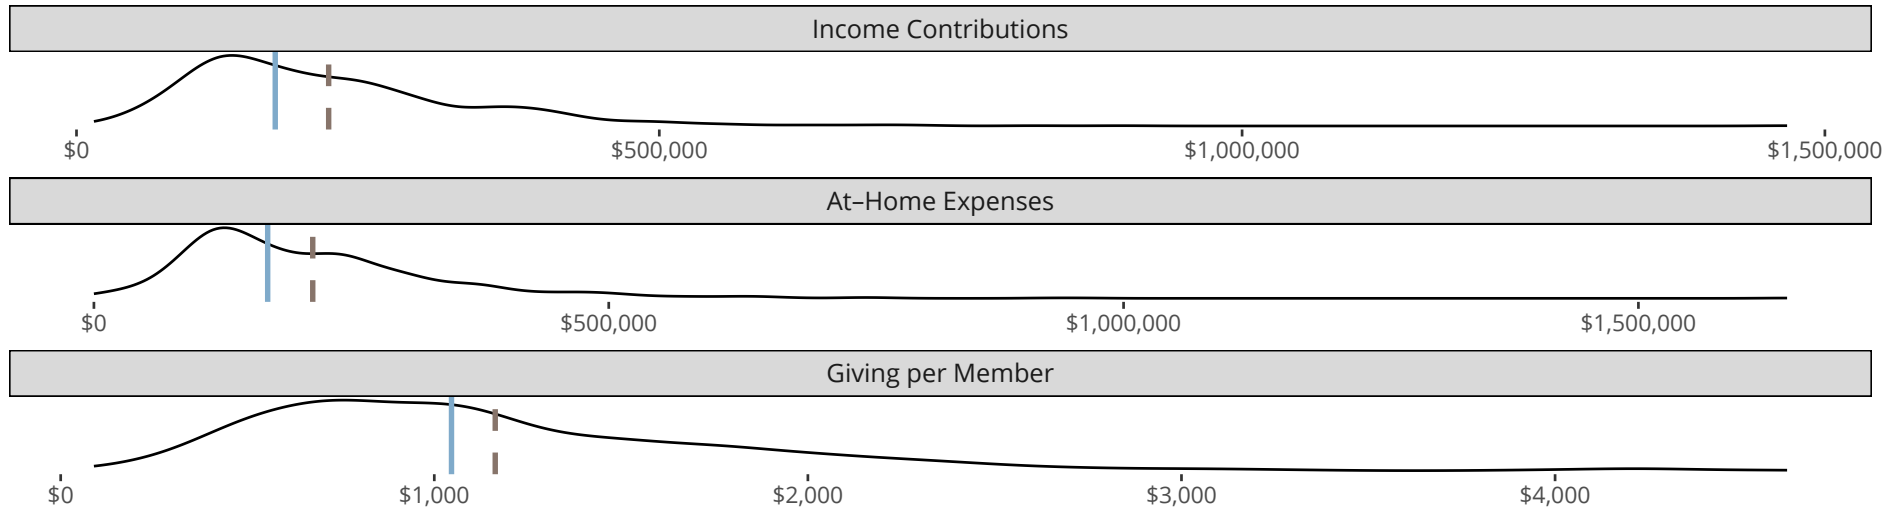 Income Contributions
$0 $500,000 $1,000,000 $1,500,000
At–Home Expenses
$0 $500,000 $1,000,000 $1,500,000
Giving per Member
$0 $1,000 $2,000 $3,000 $4,000